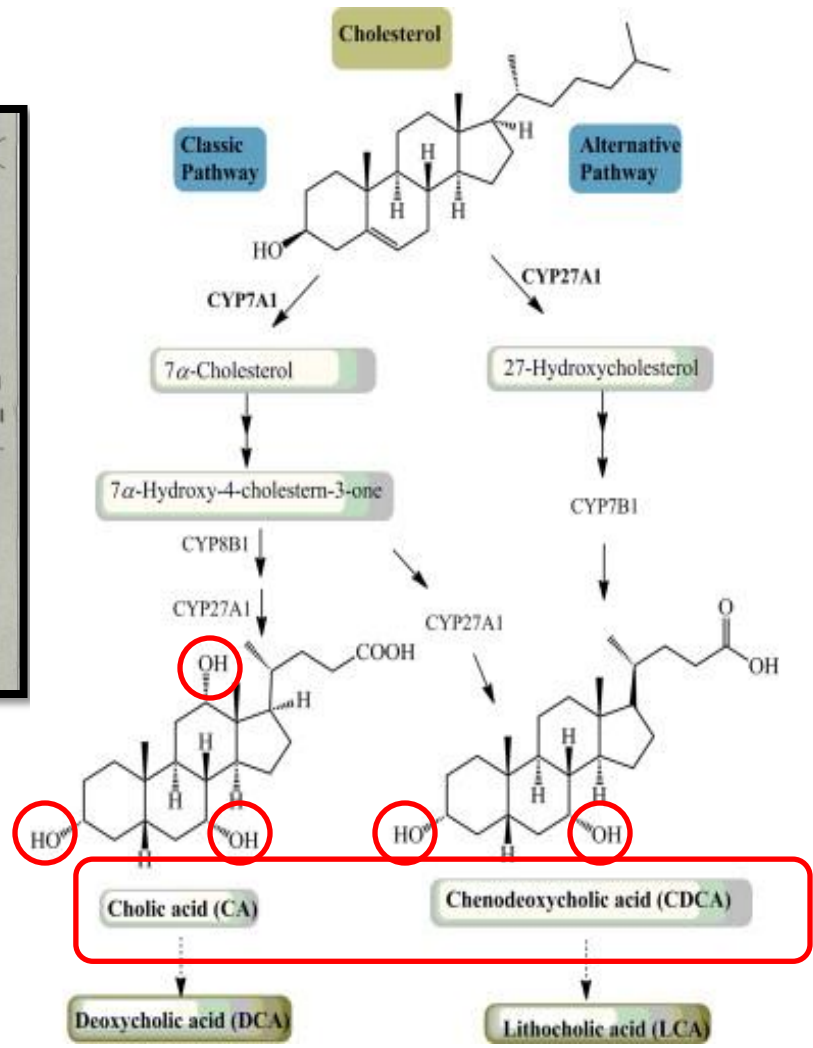 Cholesterol
Classic
Pathway
Alternative
Pathway
H
H
H
H
HO
CYP7A1
CYP27A1
7α-Cholesterol
27-Hydroxycholesterol
7α-Hydroxy-4-cholestern-3-one
CYP7B1
CYP8B1
CYP27A1
CYP27A1
OH
COOH
O
OH
H
H
H
H
H
H
H
HO
OH
H
HO
OH
H
Cholic acid (CA)
Chenodeoxycholic acid (CDCA)
Deoxycholic acid (DCA)
Lithocholic acid (LCA)